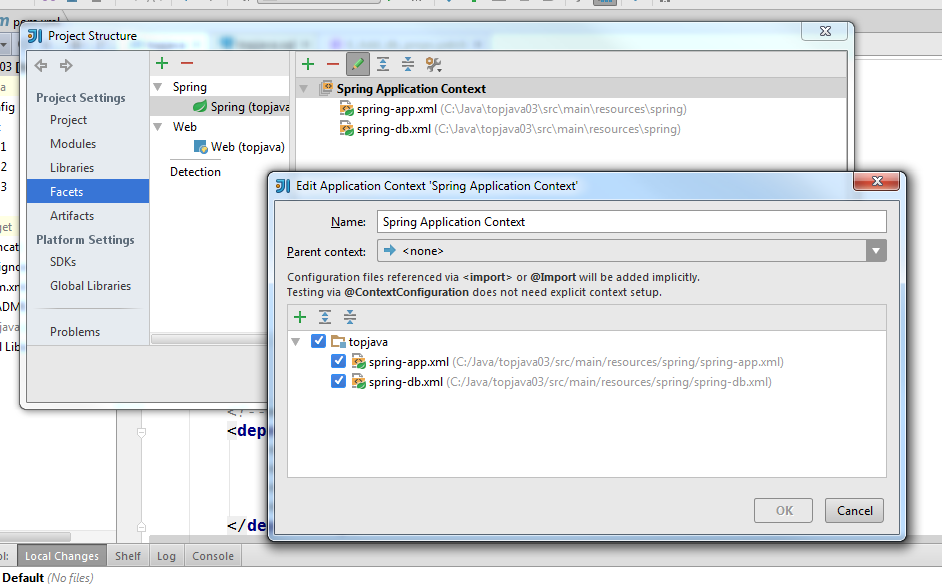 pom.xml
Project Structure
03 [
Project Settings
Project
Modules
Libraries
Facets
Artifacts
Platform Settings
SDKs
Global Libraries
Problems
Spring
Spring (topjava
Web
Web (topjava)
Detection
Spring Application Context
spring-app.xml (C:\Java\topjava03\src\main\resources\spring)
spring-db.xml (C:\Java\topjava03\src\main\resources\spring)
Edit Application Context 'Spring Application Context'
Name: Spring Application Context
Parent context: <none>
Configuration files referenced via <import> or @Import will be added implicitly.
Testing via @ContextConfiguration does not need explicit context setup.
topjava
spring-app.xml (C:/Java/topjava03/src/main/resources/spring/spring-app.xml)
spring-db.xml (C:/Java/topjava03/src/main/resources/spring/spring-db.xml)
OK
Cancel
<!--
<dep
</de
Local Changes
Shelf
Log
Console
Default (No files)